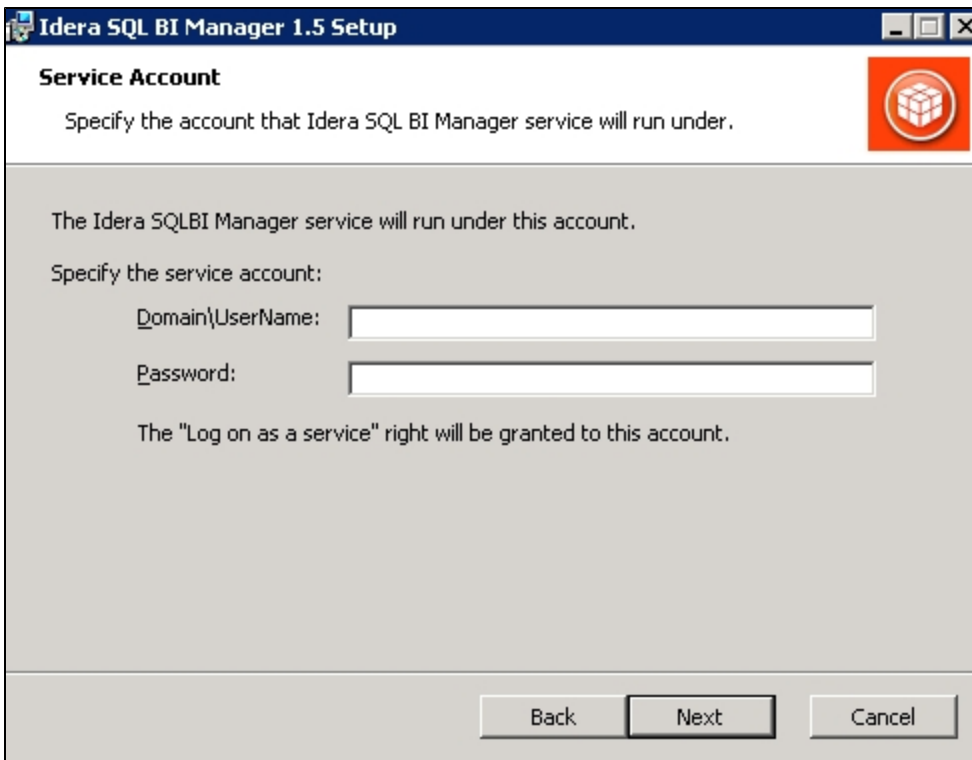 Idera SQL BI Manager 1.5 Setup
Service Account
Specify the account that Idera SQL BI Manager service will run under.
The Idera SQLBI Manager service will run under this account.
Specify the service account:
Domain\UserName:
Password:
The "Log on as a service" right will be granted to this account.
Back Next Cancel